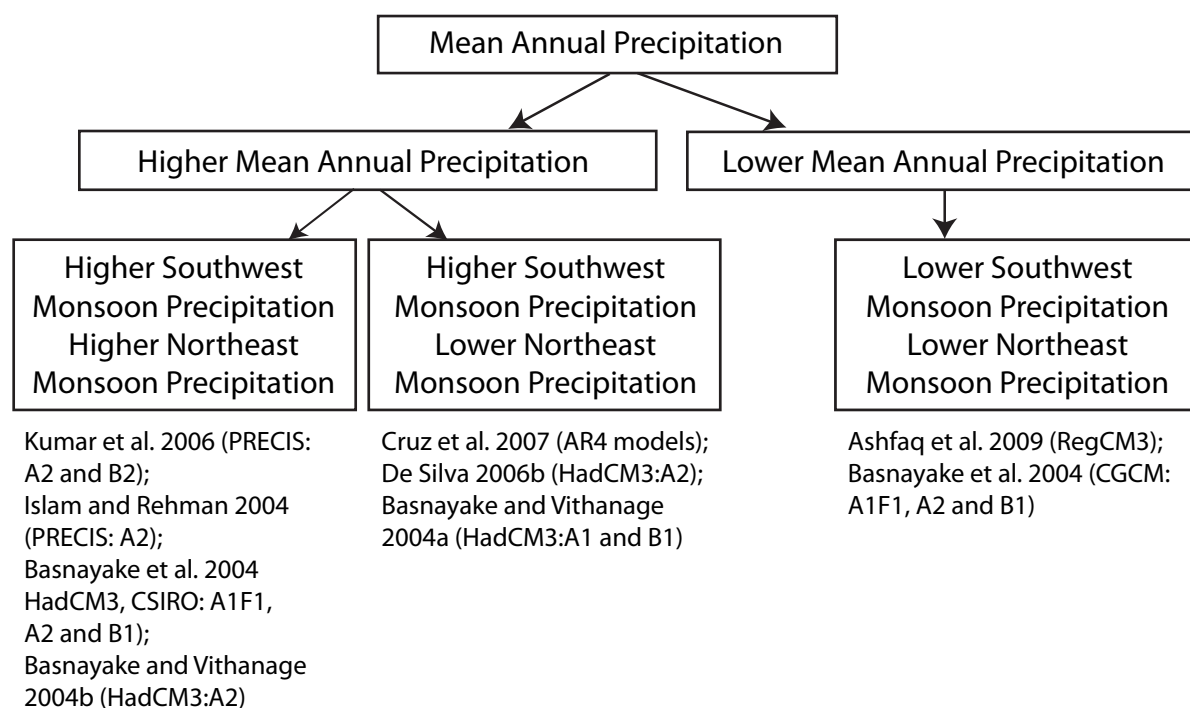 Mean Annual Precipitation
Higher Mean Annual Precipitation
Lower Mean Annual Precipitation
Higher Southwest
Monsoon Precipitation
Higher Northeast
Monsoon Precipitation
Higher Southwest
Monsoon Precipitation
Lower Northeast
Monsoon Precipitation
Lower Southwest
Monsoon Precipitation
Lower Northeast
Monsoon Precipitation
Kumar et al. 2006 (PRECIS:
A2 and B2);
Islam and Rehman 2004
(PRECIS: A2);
Basnayake et al. 2004
HadCM3, CSIRO: A1F1,
A2 and B1);
Basnayake and Vithanage
2004b (HadCM3:A2)
Cruz et al. 2007 (AR4 models);
De Silva 2006b (HadCM3:A2);
Basnayake and Vithanage
2004a (HadCM3:A1 and B1)
Ashfaq et al. 2009 (RegCM3);
Basnayake et al. 2004 (CGCM:
A1F1, A2 and B1)